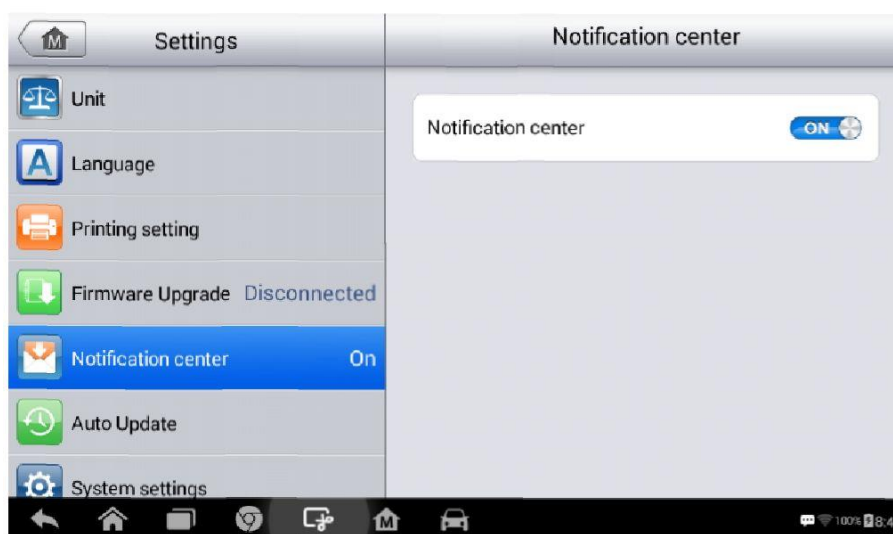 Settings
Notification center
Unit
Notification center ON
Language
Printing setting
Firmware Upgrade Disconnected
Notification center On
Auto Update
System settings
M
M
100%